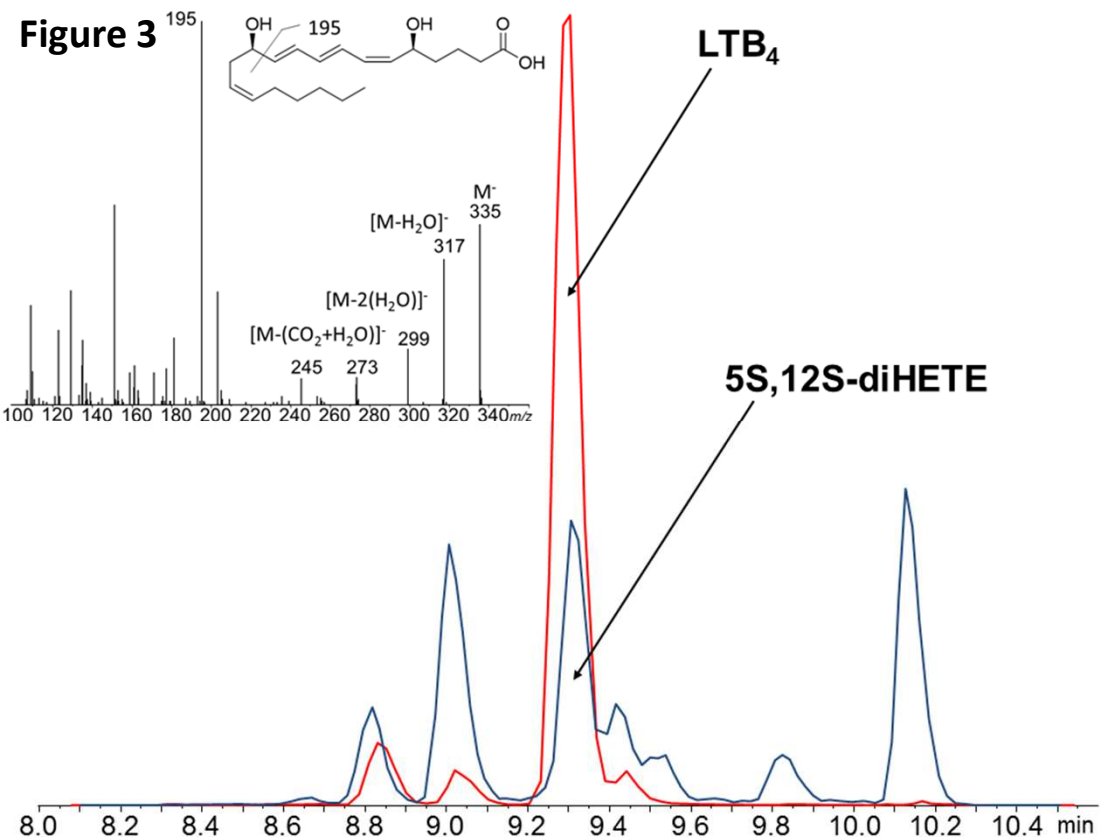 Figure 3
195
OH
195
OH
O
OH
LTB₄
M⁻
335
[M-H₂O]⁻
317
5S,12S-diHETE
[M-2(H₂O)]⁻
299
[M-(CO₂+H₂O)]⁻
245 273
100 120 140 160 180 200 220 240 260 280 300 320 340 m/z
8.0 8.2 8.4 8.6 8.8 9.0 9.2 9.4 9.6 9.8 10.0 10.2 10.4 min